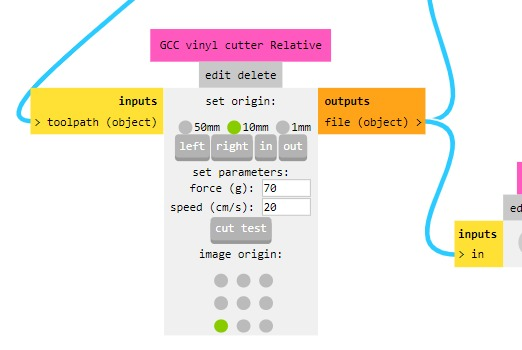 GCC vinyl cutter Relative
edit delete
inputs
> toolpath (object)
set origin:
50mm 10mm 1mm
left right in out
set parameters:
force (g): 70
speed (cm/s): 20
cut test
image origin:
outputs
file (object) >
ed
inputs
> in